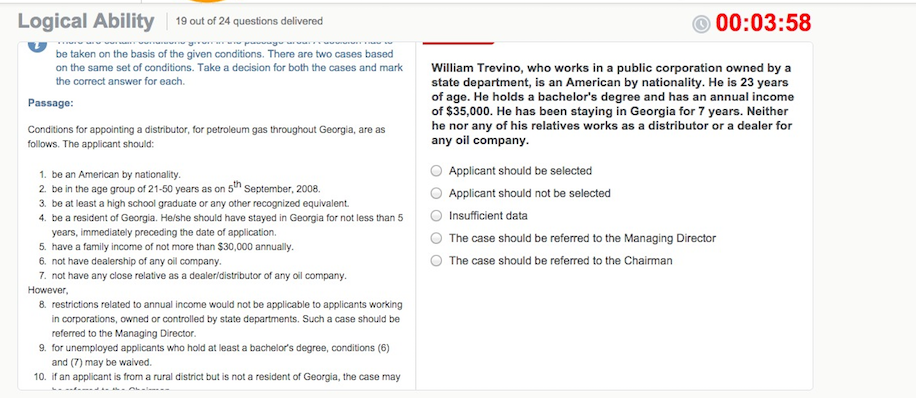 Logical Ability 19 out of 24 questions delivered
00:03:58
be taken on the basis of the given conditions. There are two cases based
on the same set of conditions. Take a decision for both the cases and mark
the correct answer for each.
Passage:
Conditions for appointing a distributor, for petroleum gas throughout Georgia, are as
follows. The applicant should:
1. be an American by nationality.
2. be in the age group of 21-50 years as on 5th September, 2008.
3. be at least a high school graduate or any other recognized equivalent.
4. be a resident of Georgia. He/she should have stayed in Georgia for not less than 5
years, immediately preceding the date of application.
5. have a family income of not more than $30,000 annually.
6. not have dealership of any oil company.
7. not have any close relative as a dealer/distributor of any oil company.
However,
8. restrictions related to annual income would not be applicable to applicants working
in corporations, owned or controlled by state departments. Such a case should be
referred to the Managing Director.
9. for unemployed applicants who hold at least a bachelor's degree, conditions (6)
and (7) may be waived.
10. if an applicant is from a rural district but is not a resident of Georgia, the case may
William Trevino, who works in a public corporation owned by a
state department, is an American by nationality. He is 23 years
of age. He holds a bachelor's degree and has an annual income
of $35,000. He has been staying in Georgia for 7 years. Neither
he nor any of his relatives works as a distributor or a dealer for
any oil company.
Applicant should be selected
Applicant should not be selected
Insufficient data
The case should be referred to the Managing Director
The case should be referred to the Chairman